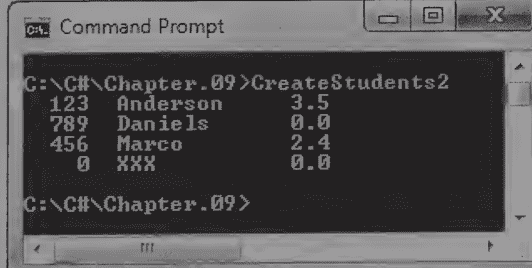 C:\. Command Prompt
C:\C#\Chapter.09>CreateStudents2
123 Anderson 3.5
789 Daniels 0.0
456 Marco 2.4
0 XXX 0.0
C:\C#\Chapter.09>